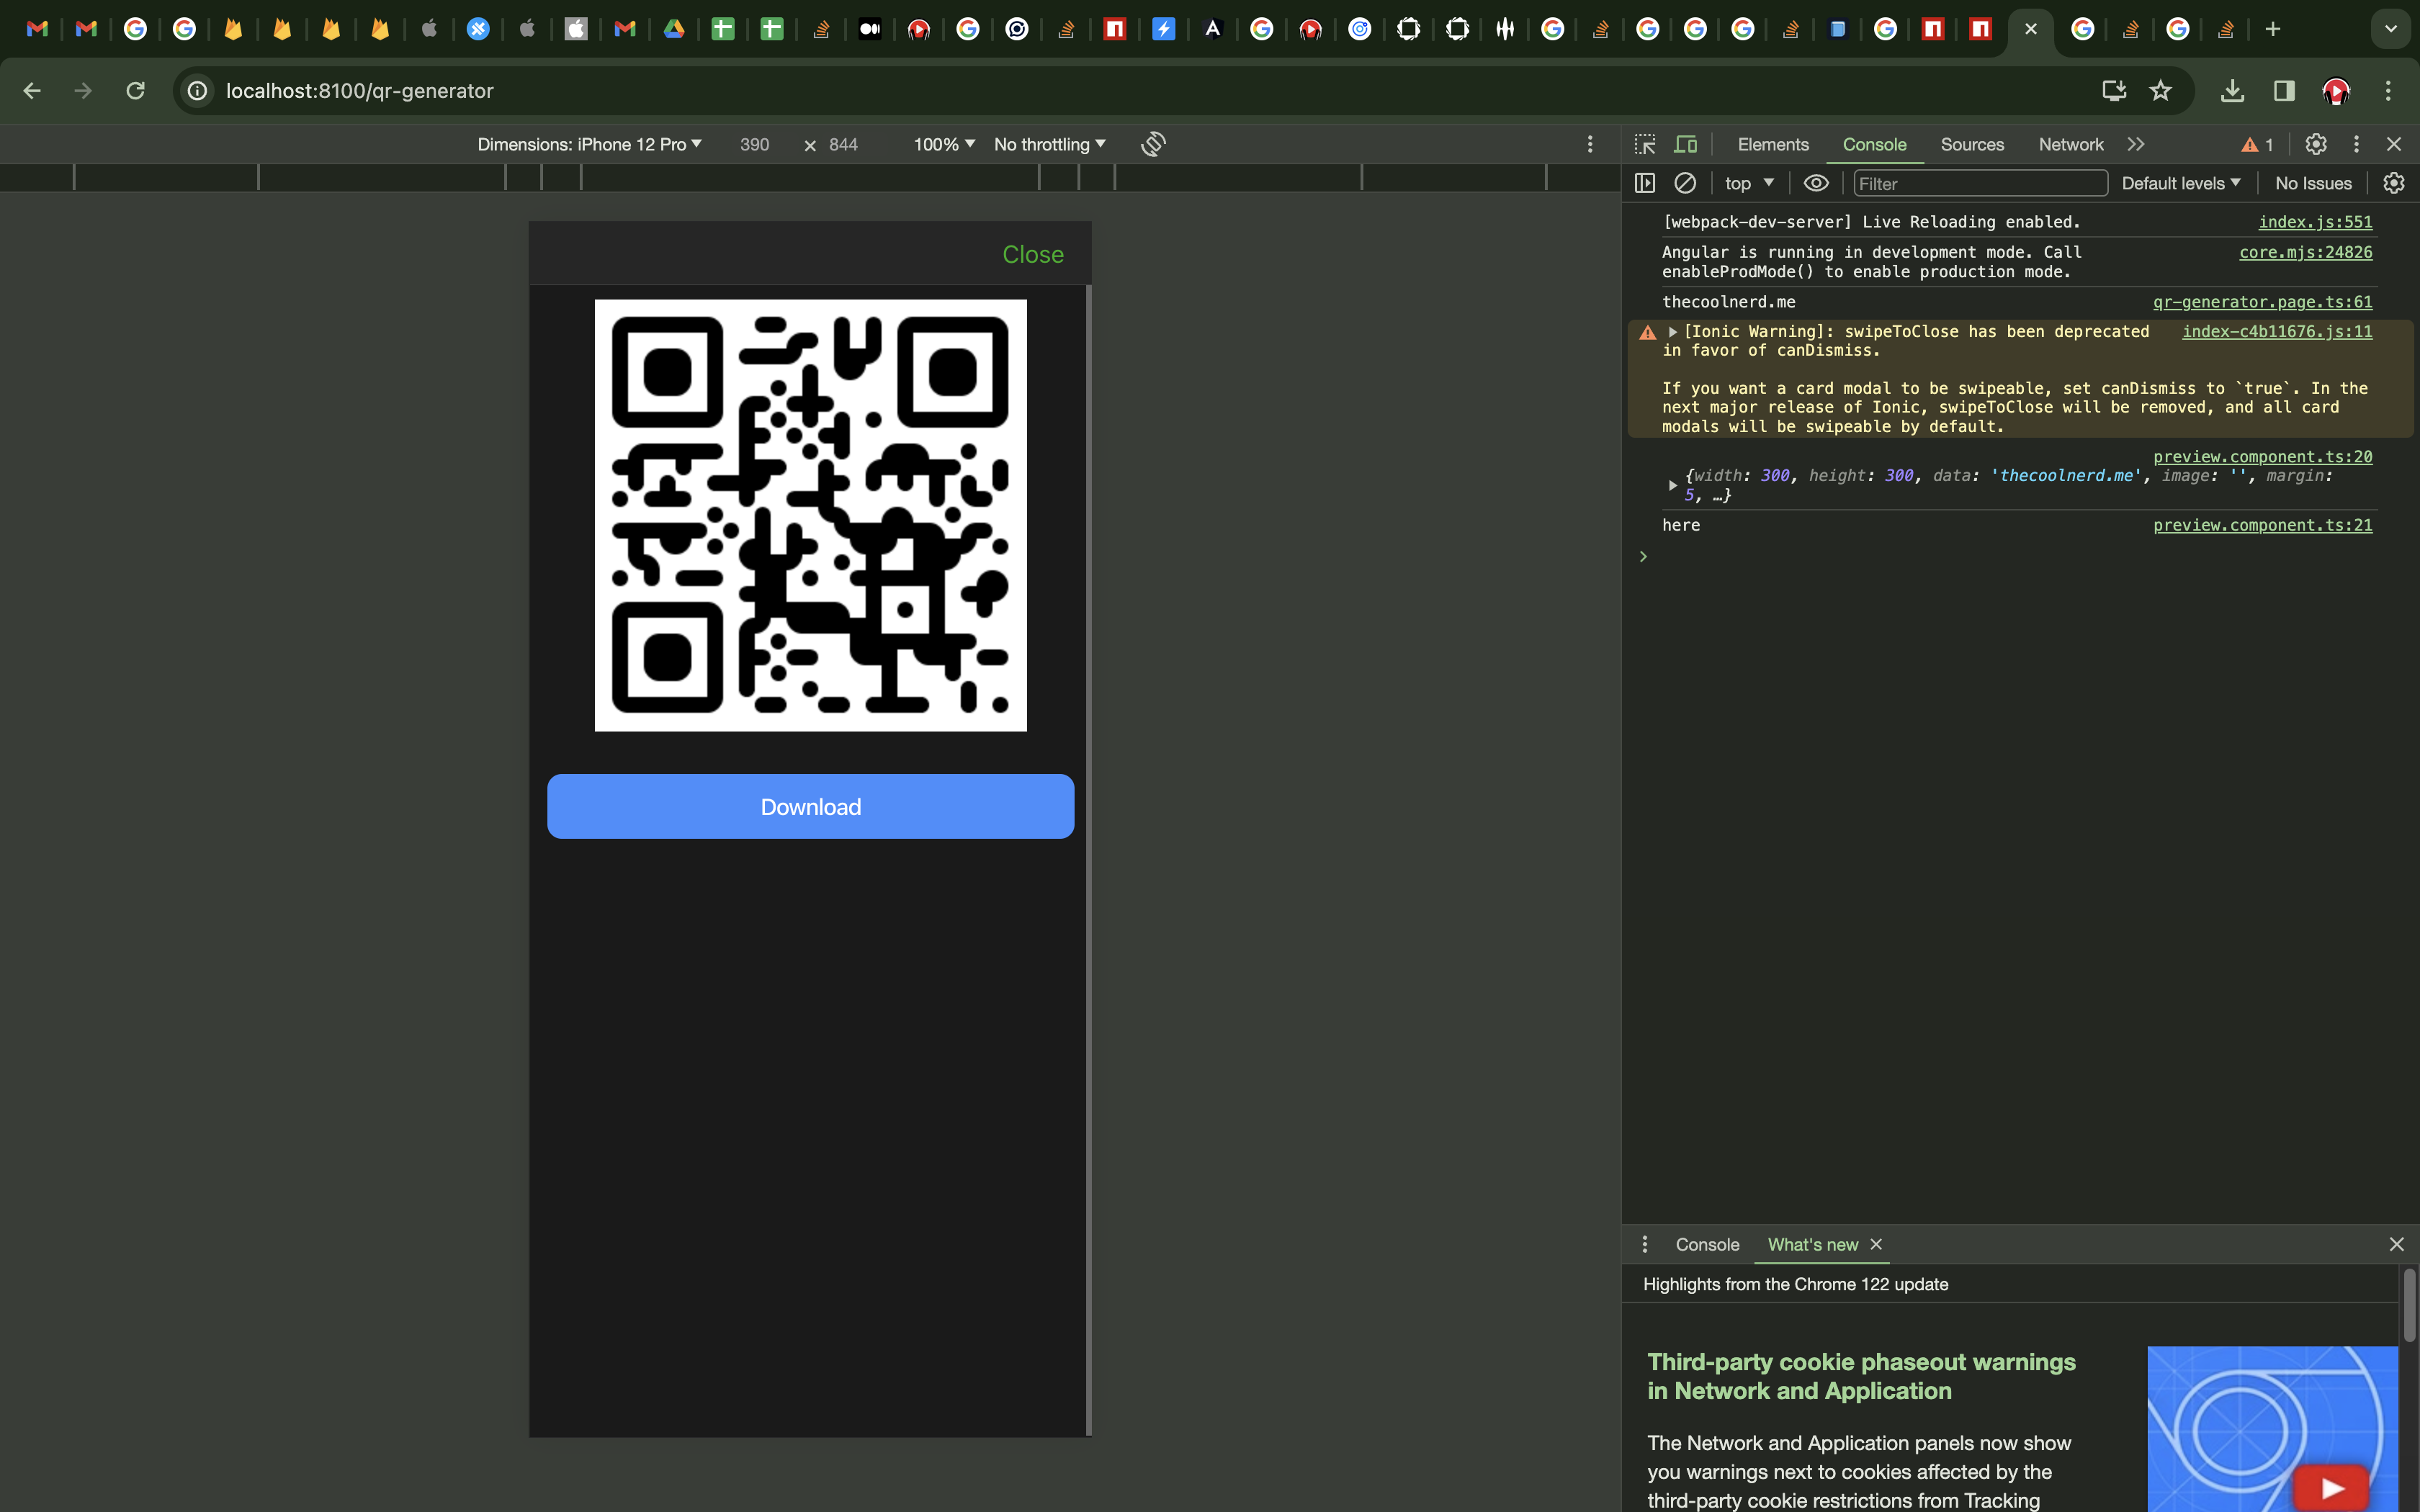 localhost:8100/qr-generator
Dimensions: iPhone 12 Pro
390 × 844
100%
No throttling
Elements
Console
Sources
Network
1
top
Filter
Default levels
No Issues
Close
[webpack-dev-server] Live Reloading enabled.
index.js:551
Angular is running in development mode. Call
core.mjs:24826
enableProdMode() to enable production mode.
thecoolnerd.me
qr-generator.page.ts:61
[Ionic Warning]: swipeToClose has been deprecated
index-c4b11676.js:11
in favor of canDismiss.
If you want a card modal to be swipeable, set canDismiss to `true`. In the
next major release of Ionic, swipeToClose will be removed, and all card
modals will be swipeable by default.
preview.component.ts:20
{width: 300, height: 300, data: 'thecoolnerd.me', image: '', margin:
5, …}
here
preview.component.ts:21
Download
Console
What's new
Highlights from the Chrome 122 update
Third-party cookie phaseout warnings
in Network and Application
The Network and Application panels now show
you warnings next to cookies affected by the
third-party cookie restrictions from Tracking